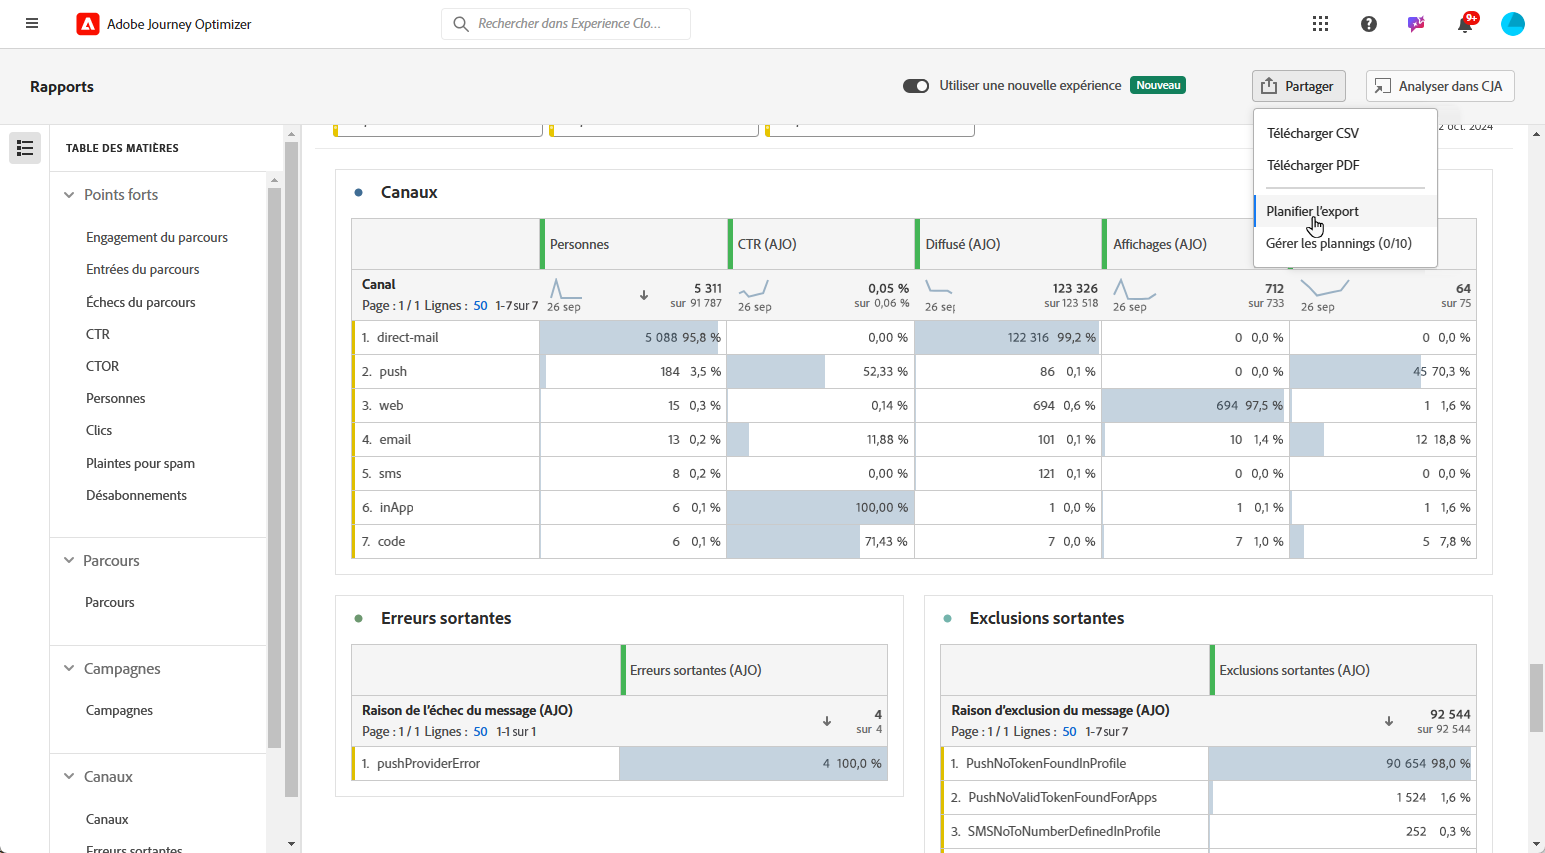 Adobe Journey Optimizer
Rechercher dans Experience Clo...
9+
Rapports
Utiliser une nouvelle expérience Nouveau
Partager
Analyser dans CJA
Télécharger CSV
Télécharger PDF
Planifier l'export
Gérer les plannings (0/10)
2 oct. 2024
TABLE DES MATIÈRES
Points forts
Engagement du parcours
Entrées du parcours
Échecs du parcours
CTR
CTOR
Personnes
Clics
Plaintes pour spam
Désabonnements
Parcours
Parcours
Campagnes
Campagnes
Canaux
Canaux
Erreurs sortantes
Canaux
Personnes CTR (AJO) Diffusé (AJO) Affichages (AJO)
Canal 5 311 0,05 % 123 326 712 64
Page : 1 / 1 Lignes : 50 1-7 sur 7 26 sep sur 91 787 26 sep sur 0,06 % 26 sep sur 123 518 26 sep sur 733 26 sep sur 75
1. direct-mail 5 088 95,8 % 0,00 % 122 316 99,2 % 0 0,0 % 0 0,0 %
2. push 184 3,5 % 52,33 % 86 0,1 % 0 0,0 % 45 70,3 %
3. web 15 0,3 % 0,14 % 694 0,6 % 694 97,5 % 1 1,6 %
4. email 13 0,2 % 11,88 % 101 0,1 % 10 1,4 % 12 18,8 %
5. sms 8 0,2 % 0,00 % 121 0,1 % 0 0,0 % 0 0,0 %
6. inApp 6 0,1 % 100,00 % 1 0,0 % 1 0,1 % 1 1,6 %
7. code 6 0,1 % 71,43 % 7 0,0 % 7 1,0 % 5 7,8 %
Erreurs sortantes
Erreurs sortantes (AJO)
Raison de l'échec du message (AJO) 4
Page : 1 / 1 Lignes : 50 1-1 sur 1 sur 4
1. pushProviderError 4 100,0 %
Exclusions sortantes
Exclusions sortantes (AJO)
Raison d'exclusion du message (AJO) 92 544
Page : 1 / 1 Lignes : 50 1-7 sur 7 sur 92 544
1. PushNoTokenFoundInProfile 90 654 98,0 %
2. PushNoValidTokenFoundForApps 1 524 1,6 %
3. SMSNoToNumberDefinedInProfile 252 0,3 %